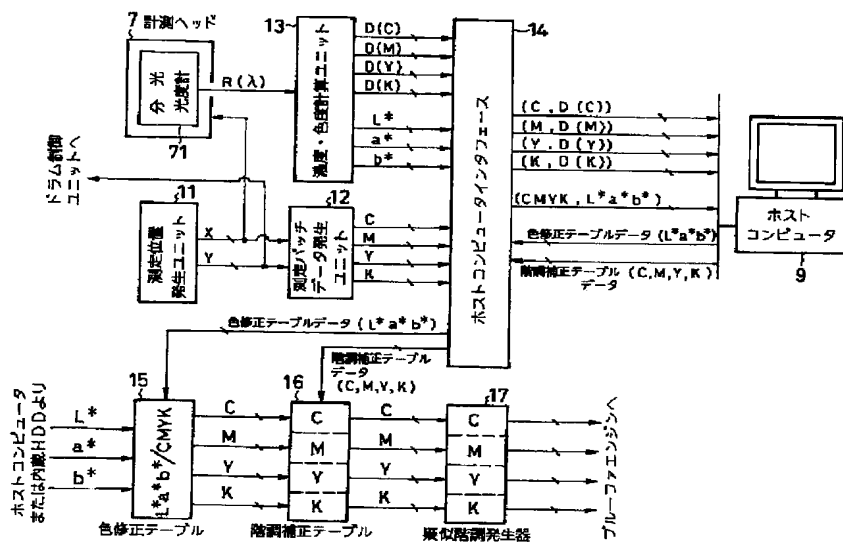 7 計測ヘッド
分光
光度計
71
R(λ)
13
濃度・色度計算ユニット
D(C)
D(M)
D(Y)
D(K)
L*
a*
b*
14
ホストコンピュータインタフェース
(C,D(C))
(M,D(M))
(Y,D(Y))
(K,D(K))
(CMYK,L*a*b*)
色修正テーブルデータ(L*a*b*)
階調補正テーブル
データ
(C,M,Y,K)
ホスト
コンピュータ
9
ドラム制御
ユニットへ
11
測定位置
発生ユニット
X
Y
12
測定パッチ
データ発生
ユニット
C
M
Y
K
色修正テーブルデータ(L*a*b*)
階調補正テーブル
データ
(C,M,Y,K)
ホストコンピュータ
または内蔵HDDより
L*
a*
b*
15
L*a*b*/CMYK
色修正テーブル
C
M
Y
K
16
C
M
Y
K
階調補正テーブル
C
M
Y
K
17
C
M
Y
K
疑似階調発生器
プルーファエンジンへ